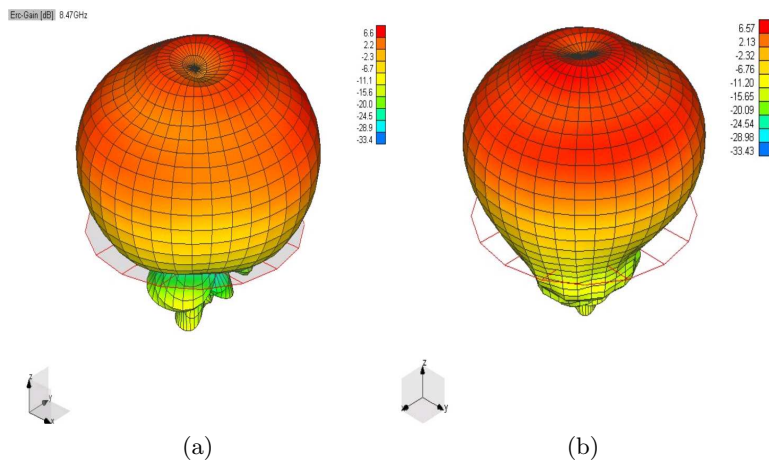 Erc-Gain [dB] 8.47GHz
6.6
2.2
-2.3
-6.7
-11.1
-15.6
-20.0
-24.5
-28.9
-33.4
6.57
2.13
-2.32
-6.76
-11.20
-15.65
-20.09
-24.54
-28.98
-33.43
z
y
x
z
x
y
(a)
(b)